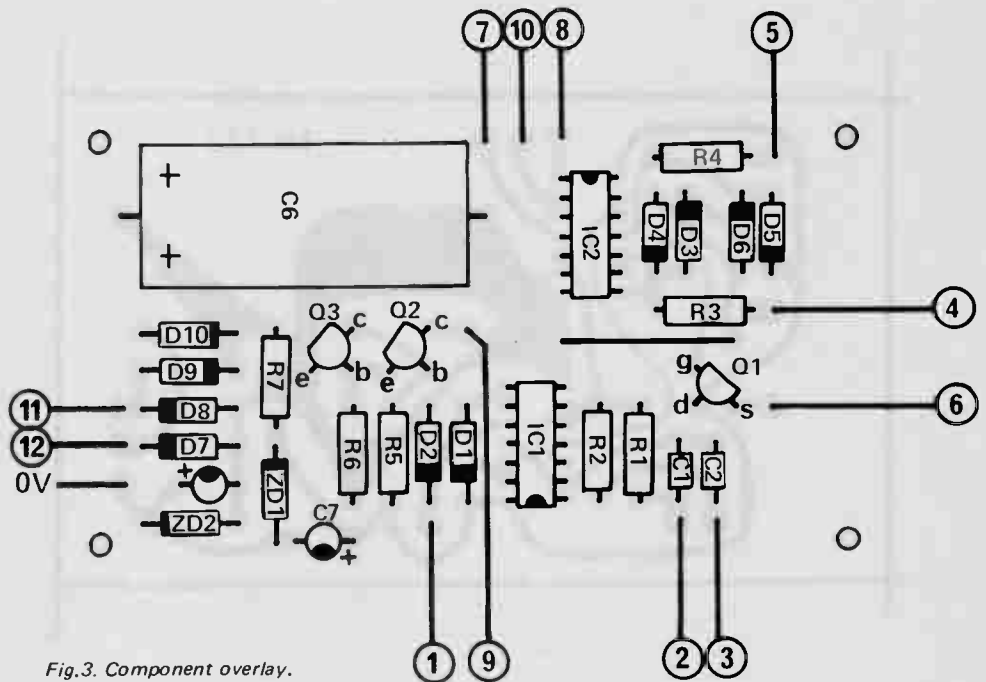 7 10 8 5
R4
+
C6
+
IC2
D4 D3 D6 D5
R3 4
Q3 Q2
c c
e b e b
D10
D9
R7
g Q1
d s
11 D8
12 D7
6
0V
+
ZD2
ZD1
R6 R5 D2 D1
IC1
R2 R1 C1 C2
C7
+
1 9 2 3
Fig.3. Component overlay.